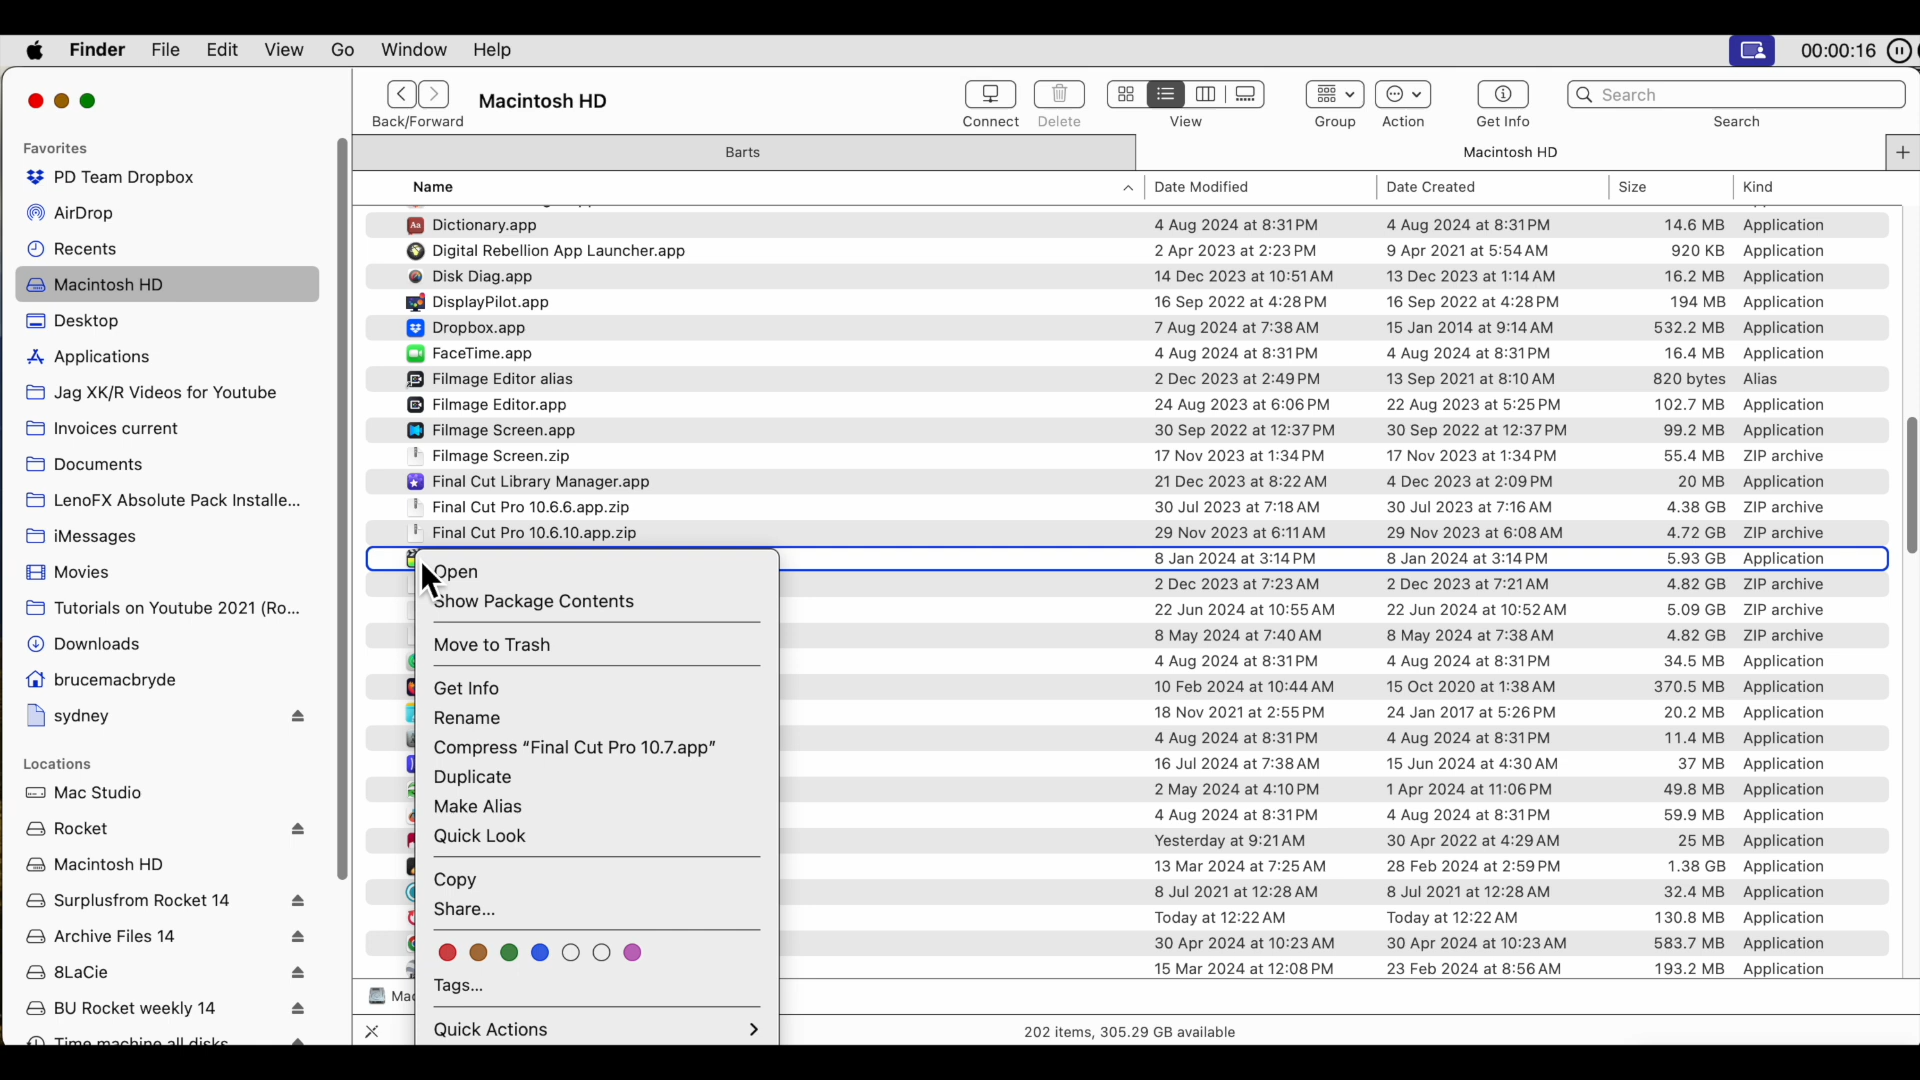 Finder File Edit View Go Window Help 00:00:16
Back/Forward
Macintosh HD
Connect
Delete
View
Group
Action
Get Info
Search
Search
Barts
Macintosh HD
Favorites
PD Team Dropbox
AirDrop
Recents
Macintosh HD
Desktop
Applications
Jag XK/R Videos for Youtube
Invoices current
Documents
LenoFX Absolute Pack Installe...
iMessages
Movies
Tutorials on Youtube 2021 (Ro...
Downloads
brucemacbryde
sydney
Locations
Mac Studio
Rocket
Macintosh HD
Surplusfrom Rocket 14
Archive Files 14
8LaCie
BU Rocket weekly 14
Time machine all disks
Name Date Modified Date Created Size Kind
Dictionary.app 4 Aug 2024 at 8:31 PM 4 Aug 2024 at 8:31 PM 14.6 MB Application
Digital Rebellion App Launcher.app 2 Apr 2023 at 2:23 PM 9 Apr 2021 at 5:54 AM 920 KB Application
Disk Diag.app 14 Dec 2023 at 10:51 AM 13 Dec 2023 at 1:14 AM 16.2 MB Application
DisplayPilot.app 16 Sep 2022 at 4:28 PM 16 Sep 2022 at 4:28 PM 194 MB Application
Dropbox.app 7 Aug 2024 at 7:38 AM 15 Jan 2014 at 9:14 AM 532.2 MB Application
FaceTime.app 4 Aug 2024 at 8:31 PM 4 Aug 2024 at 8:31 PM 16.4 MB Application
Filmage Editor alias 2 Dec 2023 at 2:49 PM 13 Sep 2021 at 8:10 AM 820 bytes Alias
Filmage Editor.app 24 Aug 2023 at 6:06 PM 22 Aug 2023 at 5:25 PM 102.7 MB Application
Filmage Screen.app 30 Sep 2022 at 12:37 PM 30 Sep 2022 at 12:37 PM 99.2 MB Application
Filmage Screen.zip 17 Nov 2023 at 1:34 PM 17 Nov 2023 at 1:34 PM 55.4 MB ZIP archive
Final Cut Library Manager.app 21 Dec 2023 at 8:22 AM 4 Dec 2023 at 2:09 PM 20 MB Application
Final Cut Pro 10.6.6.app.zip 30 Jul 2023 at 7:18 AM 30 Jul 2023 at 7:16 AM 4.38 GB ZIP archive
Final Cut Pro 10.6.10.app.zip 29 Nov 2023 at 6:11 AM 29 Nov 2023 at 6:08 AM 4.72 GB ZIP archive
8 Jan 2024 at 3:14 PM 8 Jan 2024 at 3:14 PM 5.93 GB Application
2 Dec 2023 at 7:23 AM 2 Dec 2023 at 7:21 AM 4.82 GB ZIP archive
22 Jun 2024 at 10:55 AM 22 Jun 2024 at 10:52 AM 5.09 GB ZIP archive
8 May 2024 at 7:40 AM 8 May 2024 at 7:38 AM 4.82 GB ZIP archive
4 Aug 2024 at 8:31 PM 4 Aug 2024 at 8:31 PM 34.5 MB Application
10 Feb 2024 at 10:44 AM 15 Oct 2020 at 1:38 AM 370.5 MB Application
18 Nov 2021 at 2:55 PM 24 Jan 2017 at 5:26 PM 20.2 MB Application
4 Aug 2024 at 8:31 PM 4 Aug 2024 at 8:31 PM 11.4 MB Application
16 Jul 2024 at 7:38 AM 15 Jun 2024 at 4:30 AM 37 MB Application
2 May 2024 at 4:10 PM 1 Apr 2024 at 11:06 PM 49.8 MB Application
4 Aug 2024 at 8:31 PM 4 Aug 2024 at 8:31 PM 59.9 MB Application
Yesterday at 9:21 AM 30 Apr 2022 at 4:29 AM 25 MB Application
13 Mar 2024 at 7:25 AM 28 Feb 2024 at 2:59 PM 1.38 GB Application
8 Jul 2021 at 12:28 AM 8 Jul 2021 at 12:28 AM 32.4 MB Application
Today at 12:22 AM Today at 12:22 AM 130.8 MB Application
30 Apr 2024 at 10:23 AM 30 Apr 2024 at 10:23 AM 583.7 MB Application
15 Mar 2024 at 12:08 PM 23 Feb 2024 at 8:56 AM 193.2 MB Application
Open
Show Package Contents
Move to Trash
Get Info
Rename
Compress “Final Cut Pro 10.7.app”
Duplicate
Make Alias
Quick Look
Copy
Share...
Tags...
Quick Actions
202 items, 305.29 GB available